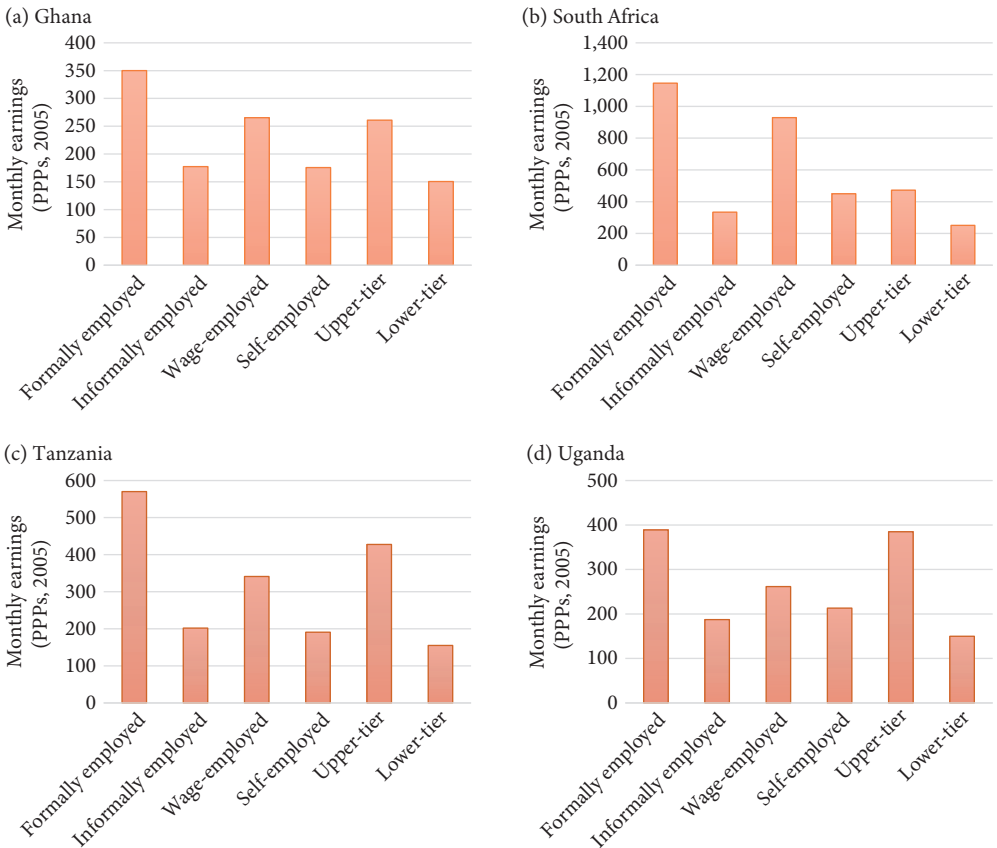 (a) Ghana
Monthly earnings
(PPPs, 2005)
400
350
300
250
200
150
100
50
0
Formally employed
Informally employed
Wage-employed
Self-employed
Upper-tier
Lower-tier
(b) South Africa
Monthly earnings
(PPPs, 2005)
1,400
1,200
1,000
800
600
400
200
0
Formally employed
Informally employed
Wage-employed
Self-employed
Upper-tier
Lower-tier
(c) Tanzania
Monthly earnings
(PPPs, 2005)
600
500
400
300
200
100
0
Formally employed
Informally employed
Wage-employed
Self-employed
Upper-tier
Lower-tier
(d) Uganda
Monthly earnings
(PPPs, 2005)
500
400
300
200
100
0
Formally employed
Informally employed
Wage-employed
Self-employed
Upper-tier
Lower-tier